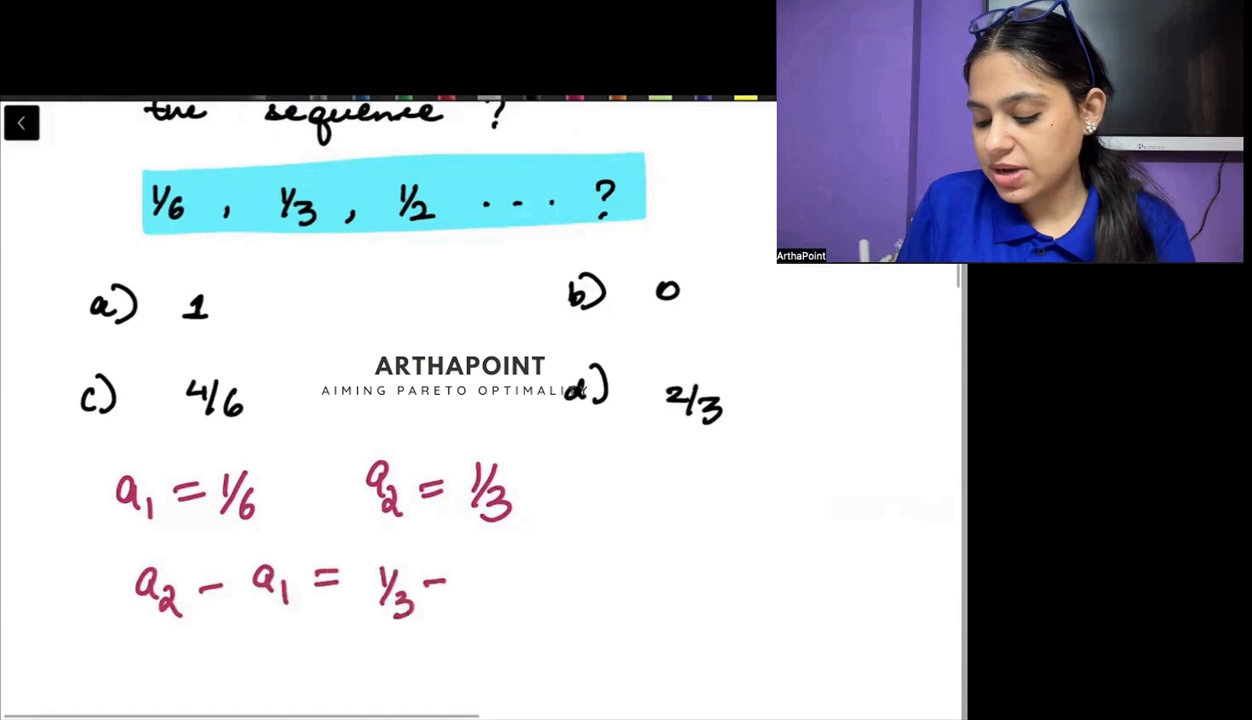 the sequence ?
1/6 , 1/3 , 1/2 . . . ?
a) 1 b) 0
ARTHAPOINT
AIMING PARETO OPTIMALITY
c) 4/6 d) 2/3
a1 = 1/6 a2 = 1/3
a2 - a1 = 1/3 -
ArthaPoint